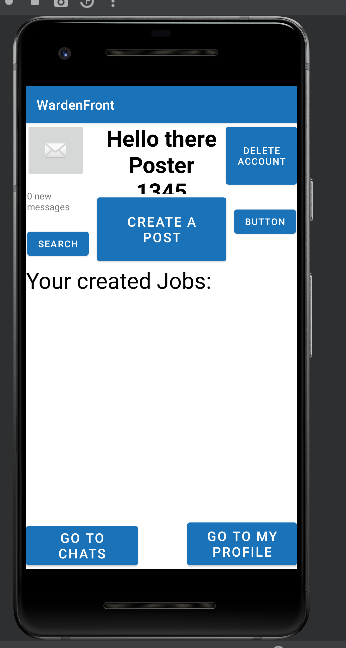 WardenFront
Hello there
Poster
1345
DELETE
ACCOUNT
0 new
messages
CREATE A
POST
BUTTON
SEARCH
Your created Jobs:
GO TO
CHATS
GO TO MY
PROFILE